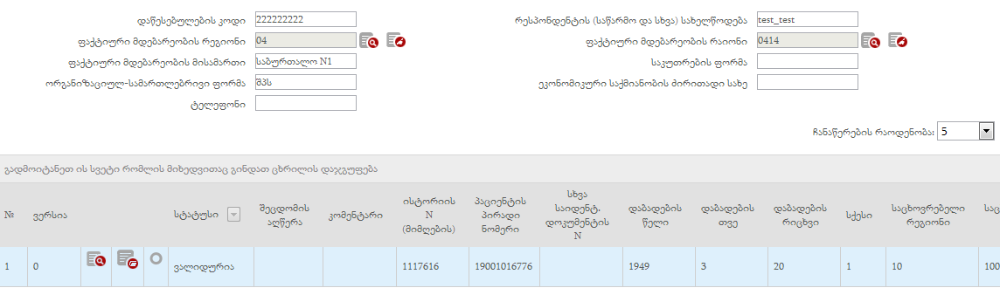 დაწესებულების კოდი 222222222 რესპონდენტის (საწარმო და სხვა) სახელწოდება test_test
ფაქტიური მდებარეობის რეგიონი 04 ფაქტიური მდებარეობის რაიონი 0414
ფაქტიური მდებარეობის მისამართი საბურთალო N1 საკუთრების ფორმა
ორგანიზაციულ-სამართლებრივი ფორმა შპს ეკონომიკური საქმიანობის ძირითადი სახე
ტელეფონი
ჩანაწერების რაოდენობა: 5
გადმოიტანეთ ის სვეტი რომლის მიხედვითაც გინდათ ცხრილის დაჯგუფება
№ ვერსია სტატუსი შეცდომის აღწერა კომენტარი ისტორიის N (მიმღების) პაციენტის პირადი ნომერი სხვა საიდენტ. დოკუმენტის N დაბადების წელი დაბადების თვე დაბადების რიცხვი სქესი საცხოვრებელი რეგიონი საც
1 0 ვალიდურია 1117616 19001016776 1949 3 20 1 10 100